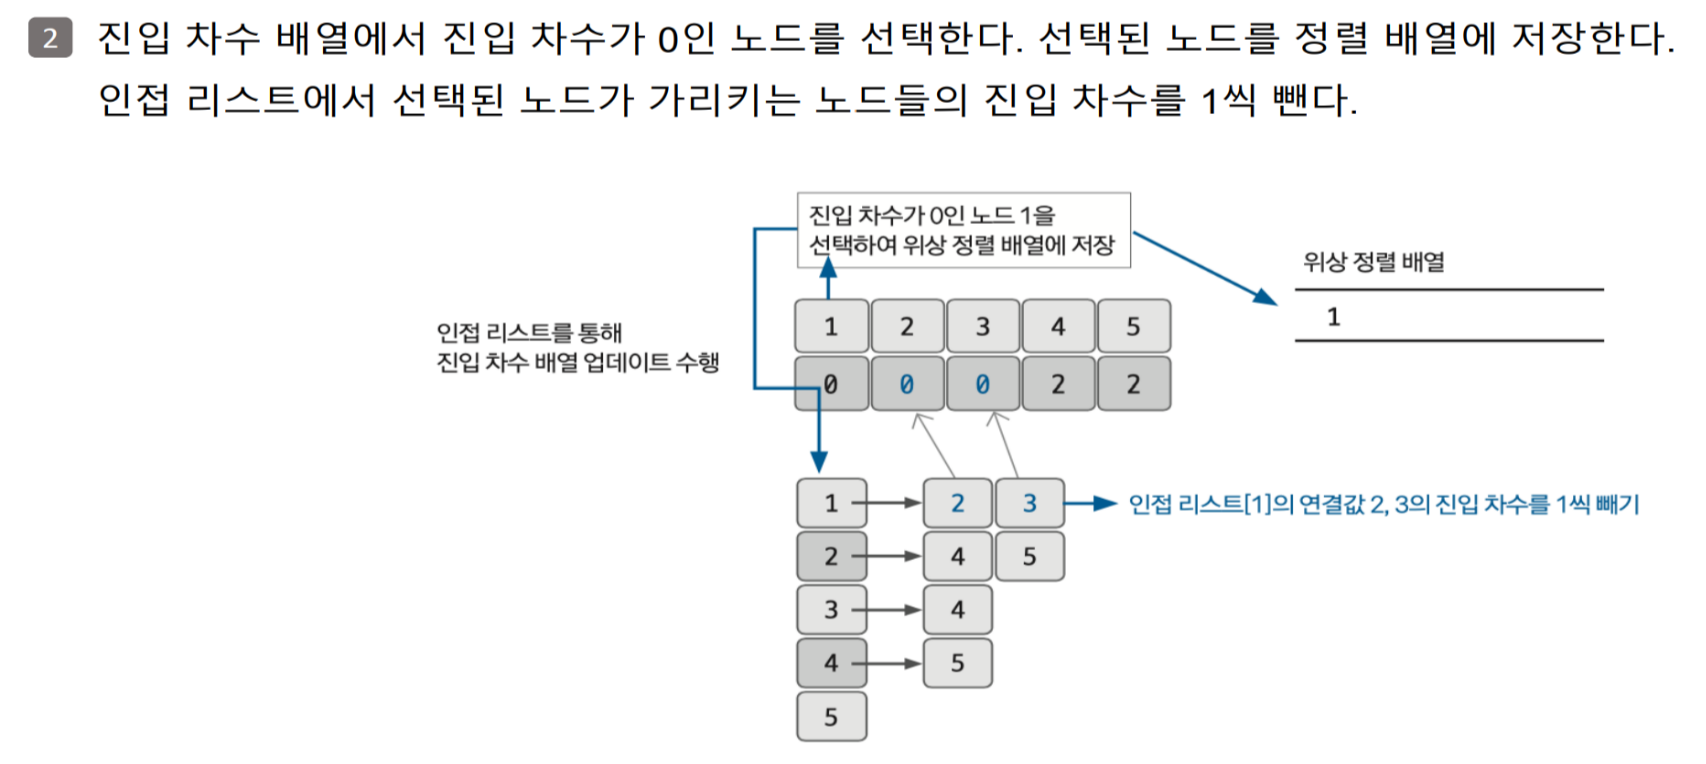 2 진입 차수 배열에서 진입 차수가 0인 노드를 선택한다. 선택된 노드를 정렬 배열에 저장한다.
인접 리스트에서 선택된 노드가 가리키는 노드들의 진입 차수를 1씩 뺀다.
진입 차수가 0인 노드 1을
선택하여 위상 정렬 배열에 저장
위상 정렬 배열
1
인접 리스트를 통해
진입 차수 배열 업데이트 수행
1 2 3 4 5
0 0 0 2 2
1 2 3 인접 리스트[1]의 연결값 2, 3의 진입 차수를 1씩 빼기
2 4 5
3 4
4 5
5